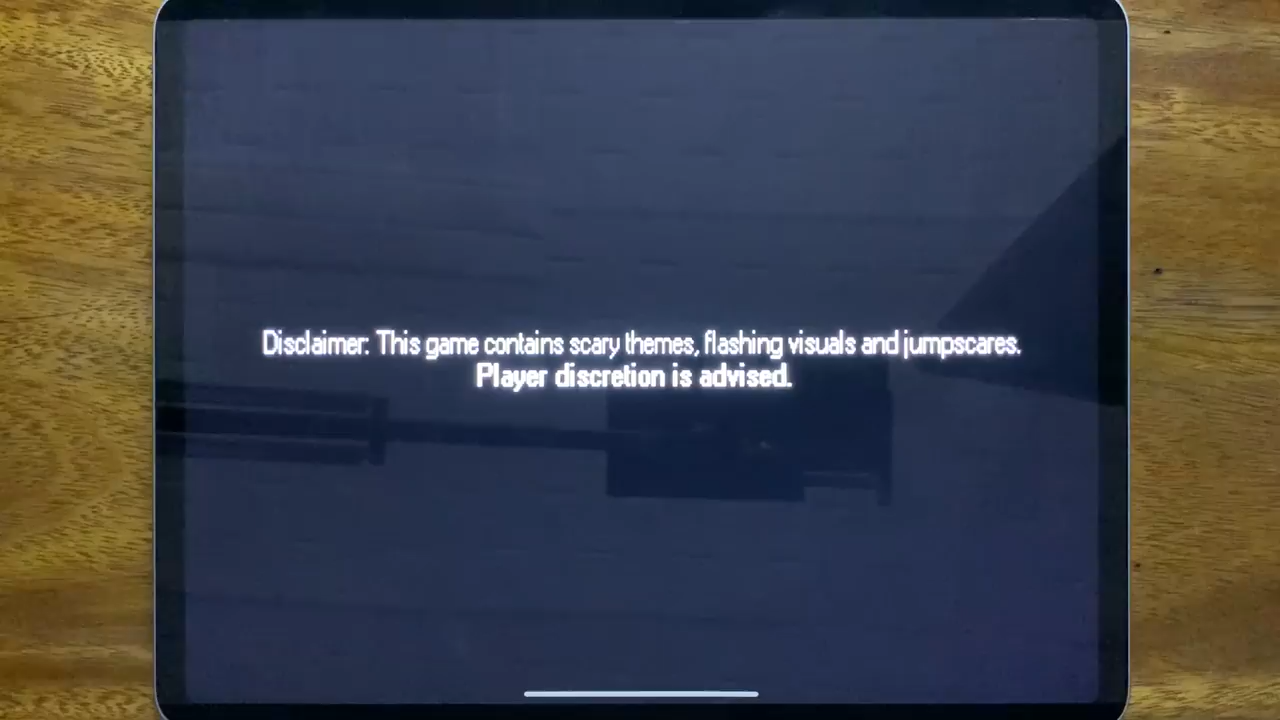 Disclaimer: This game contains scary themes, flashing visuals and jumpscares.
Player discretion is advised.